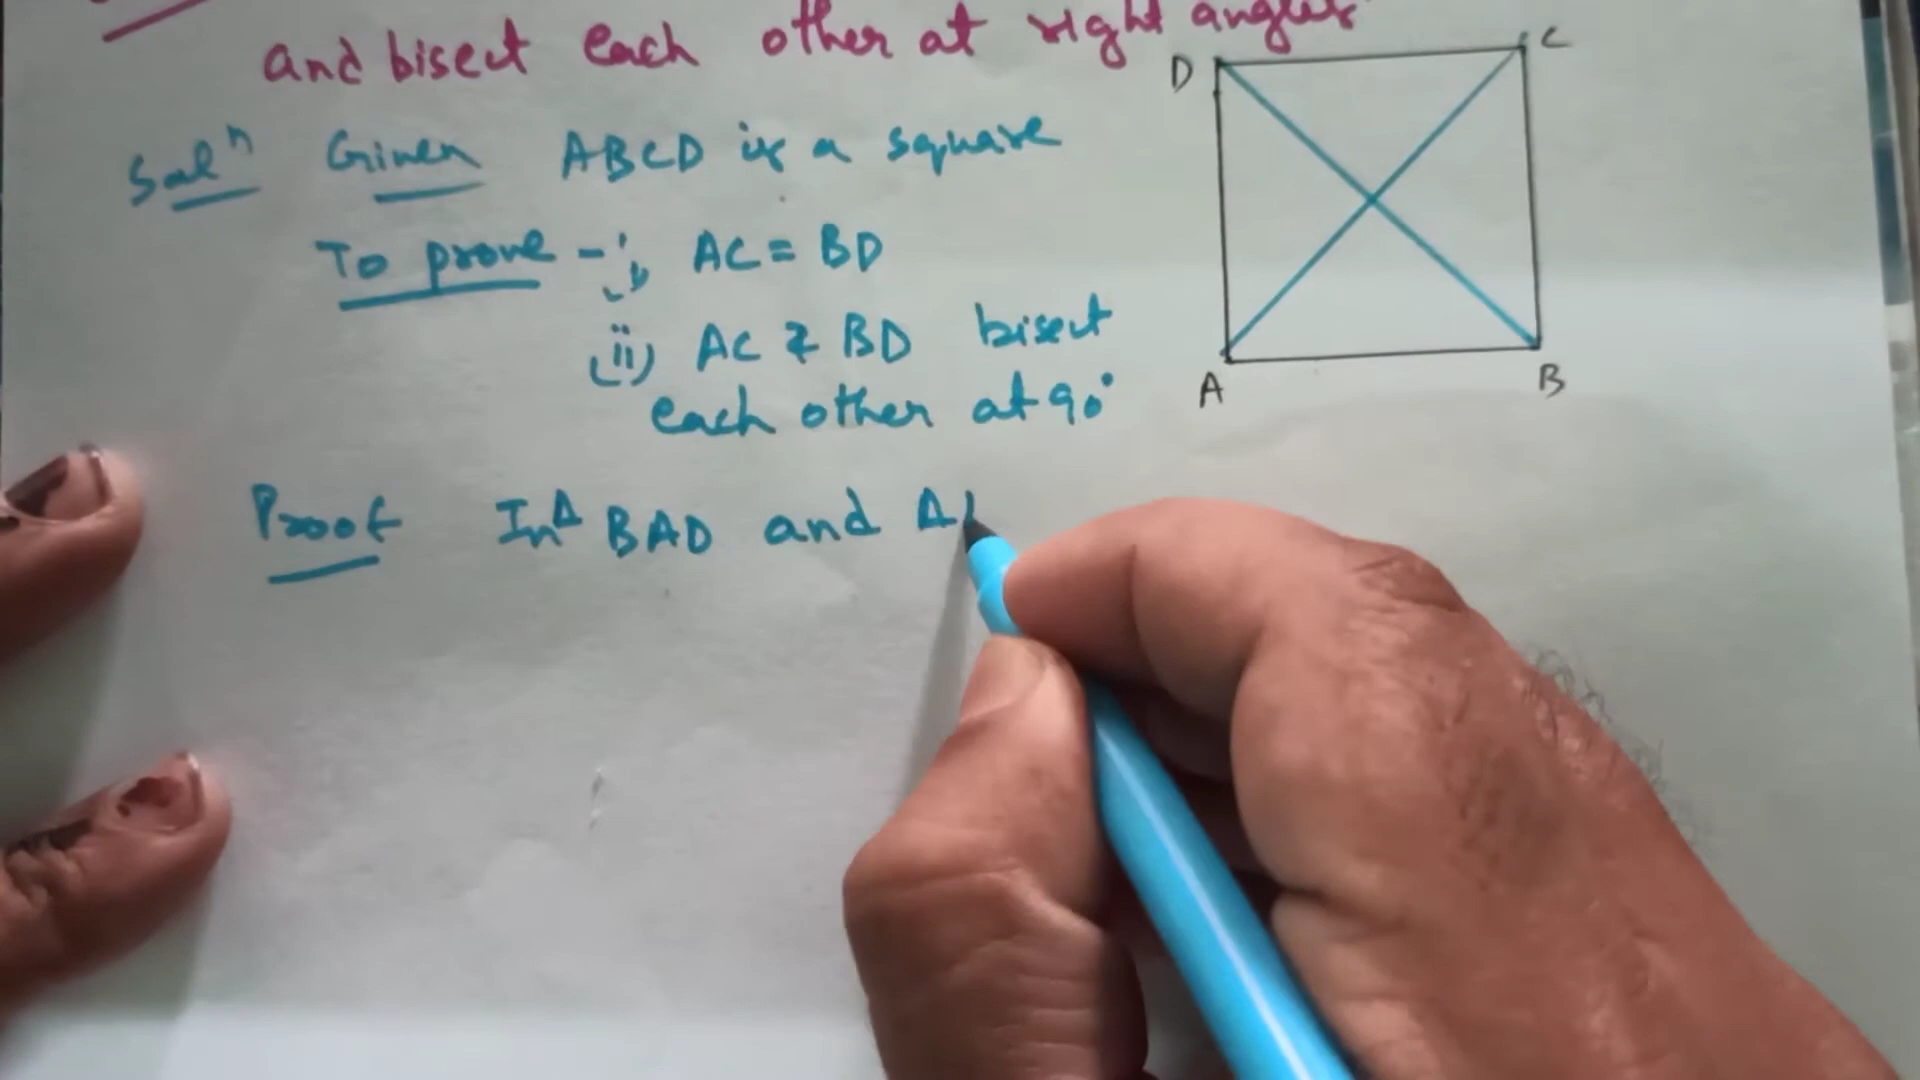 and bisect each other at right angles
Solⁿ Given ABCD is a square
To prove - i) AC = BD
(ii) AC & BD bisect
each other at 90°
Proof In Δ BAD and Δ
D C
A B